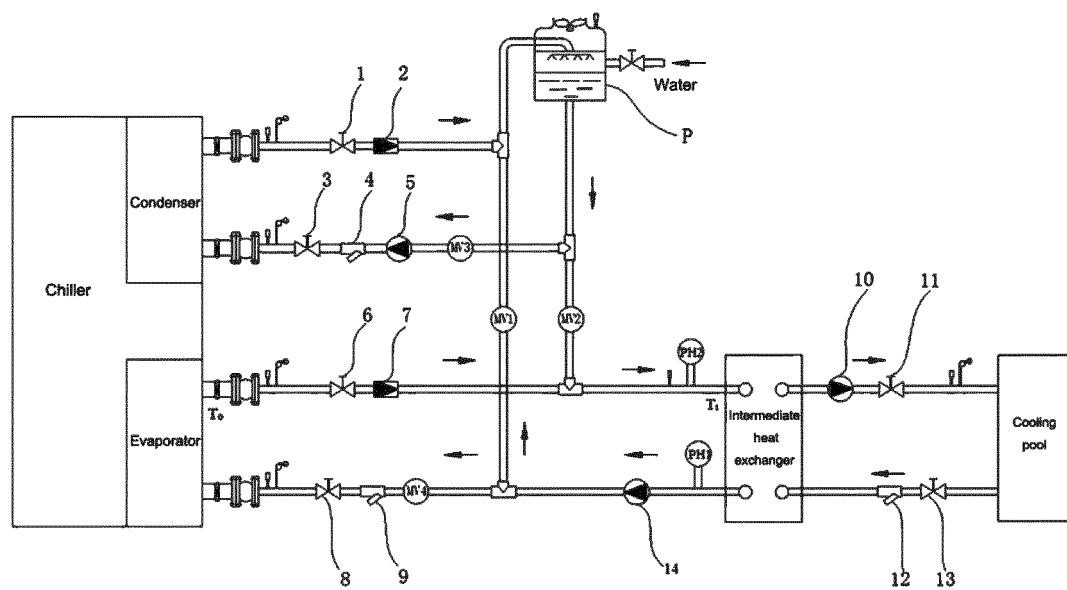 Water
1
2
P
3
4
5
Condenser
MV3
Chiller
10
11
6
7
MV1
MV2
PH2
T₀
T₁
Evaporator
Intermediate
heat
exchanger
Cooling
pool
PH1
MV4
8
9
14
12
13